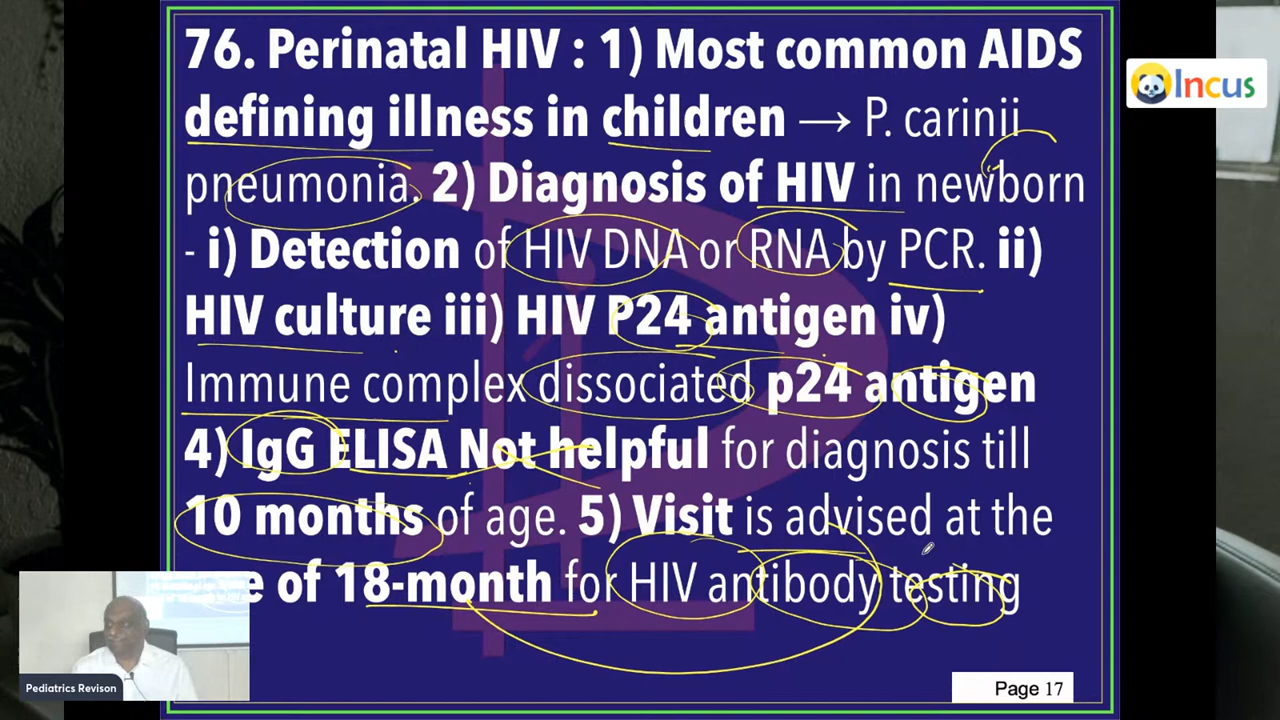 76. Perinatal HIV : 1) Most common AIDS
defining illness in children → P. carinii
pneumonia. 2) Diagnosis of HIV in newborn
- i) Detection of HIV DNA or RNA by PCR. ii)
HIV culture iii) HIV P24 antigen iv)
Immune complex dissociated p24 antigen
4) IgG ELISA Not helpful for diagnosis till
10 months of age. 5) Visit is advised at the
e of 18-month for HIV antibody testing
Page 17
Incus
Pediatrics Revison